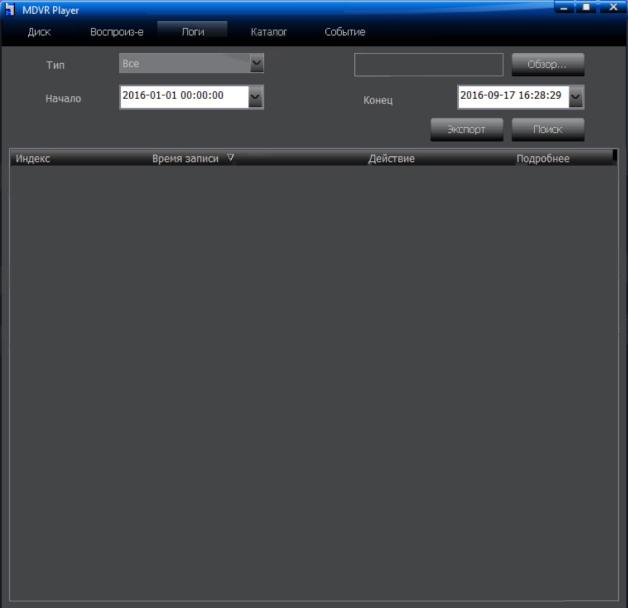 MDVR Player
Диск Воспроиз-е Логи Каталог Событие
Тип Все Обзор...
Начало 2016-01-01 00:00:00 Конец 2016-09-17 16:28:29
Экспорт Поиск
Индекс Время записи Действие Подробнее